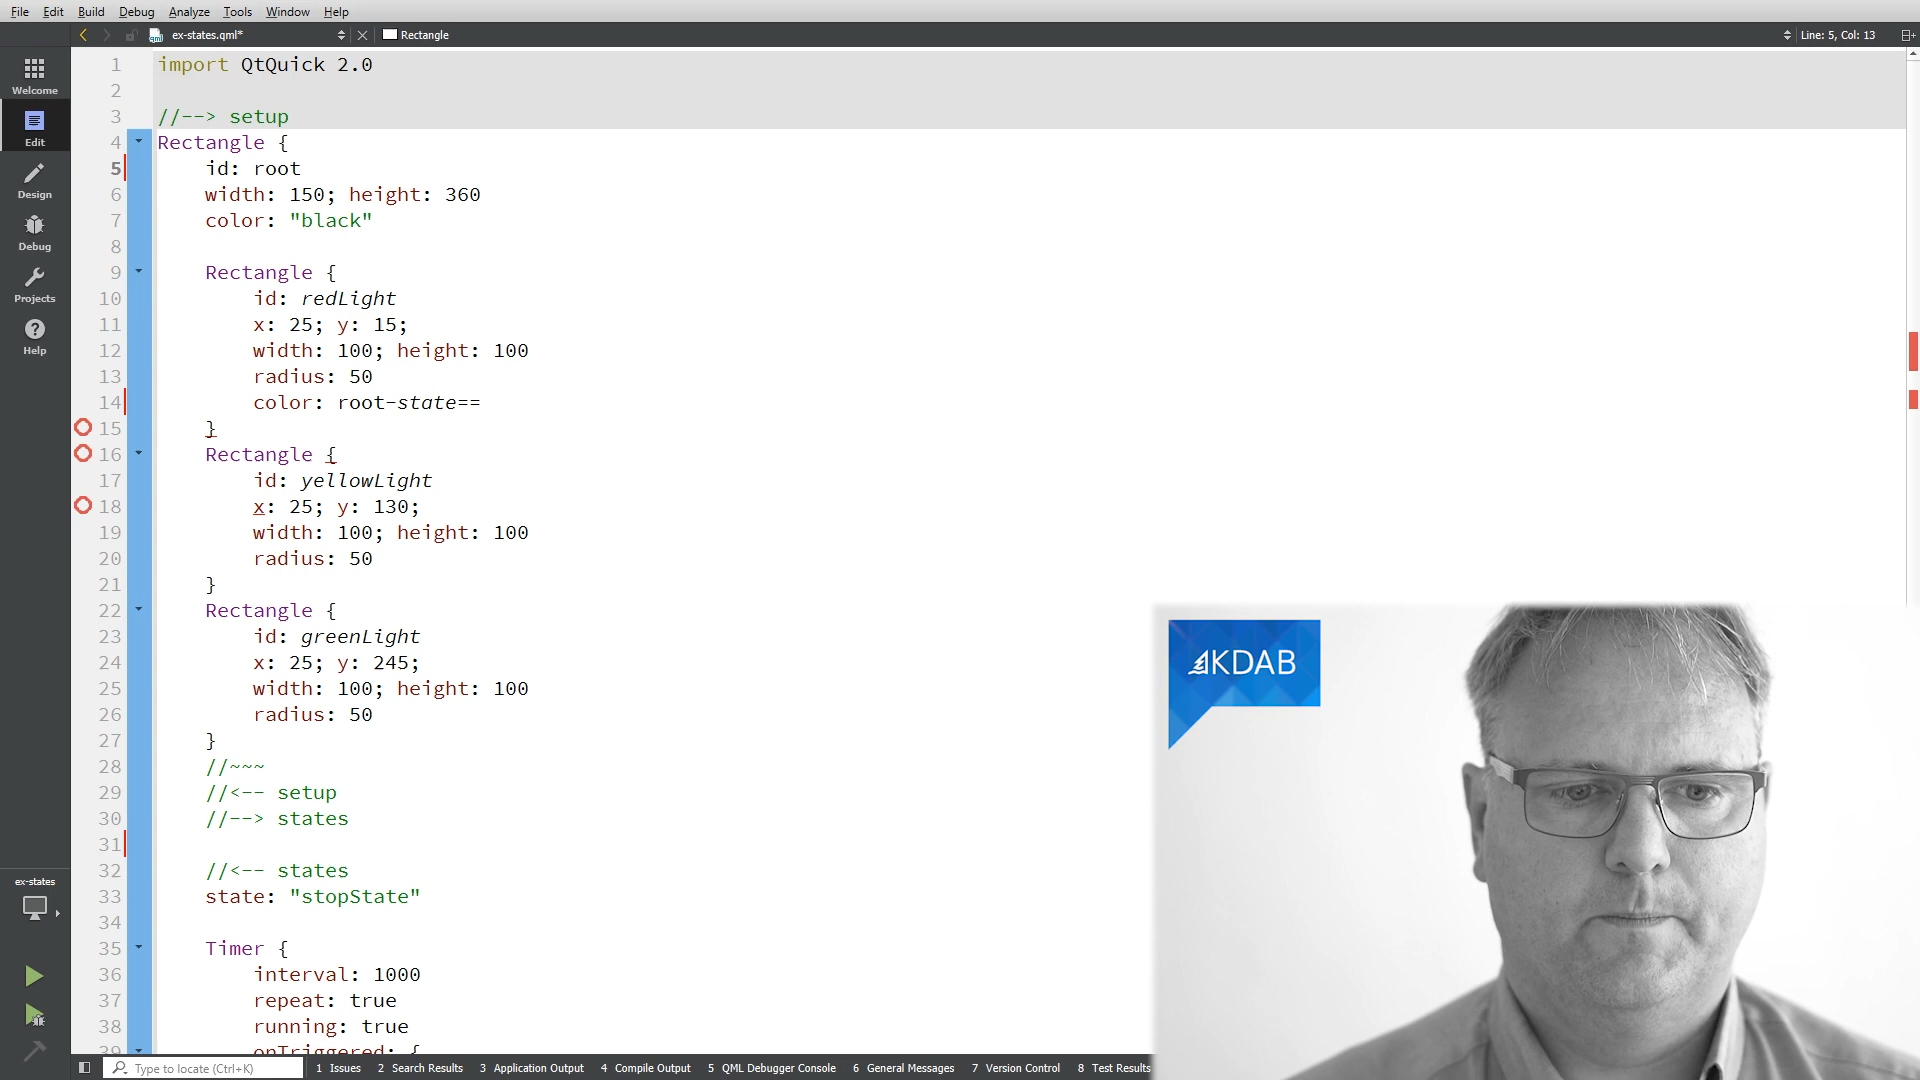 File Edit Build Debug Analyze Tools Window Help
ex-states.qml* Rectangle Line: 5, Col: 13
Welcome
Edit
Design
Debug
Projects
Help
ex-states
1 import QtQuick 2.0
2
3 //--> setup
4 Rectangle {
5 id: root
6 width: 150; height: 360
7 color: "black"
8
9 Rectangle {
10 id: redLight
11 x: 25; y: 15;
12 width: 100; height: 100
13 radius: 50
14 color: root-state==
15 }
16 Rectangle {
17 id: yellowLight
18 x: 25; y: 130;
19 width: 100; height: 100
20 radius: 50
21 }
22 Rectangle {
23 id: greenLight
24 x: 25; y: 245;
25 width: 100; height: 100
26 radius: 50
27 }
28 //~~~
29 //<-- setup
30 //--> states
31
32 //<-- states
33 state: "stopState"
34
35 Timer {
36 interval: 1000
37 repeat: true
38 running: true
39 onTriggered: {
KDAB
Type to locate (Ctrl+K) 1 Issues 2 Search Results 3 Application Output 4 Compile Output 5 QML Debugger Console 6 General Messages 7 Version Control 8 Test Results